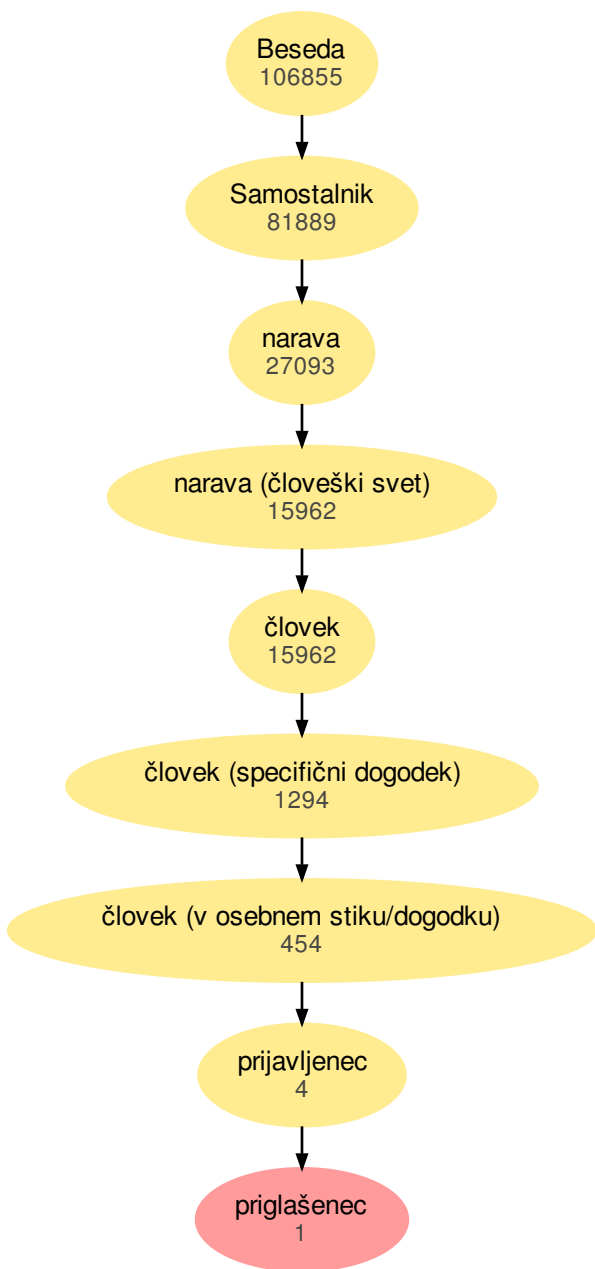 Beseda
106855
Samostalnik
81889
narava
27093
narava (človeški svet)
15962
človek
15962
človek (specifični dogodek)
1294
človek (v osebnem stiku/dogodku)
454
prijavljenec
4
priglašenec
1